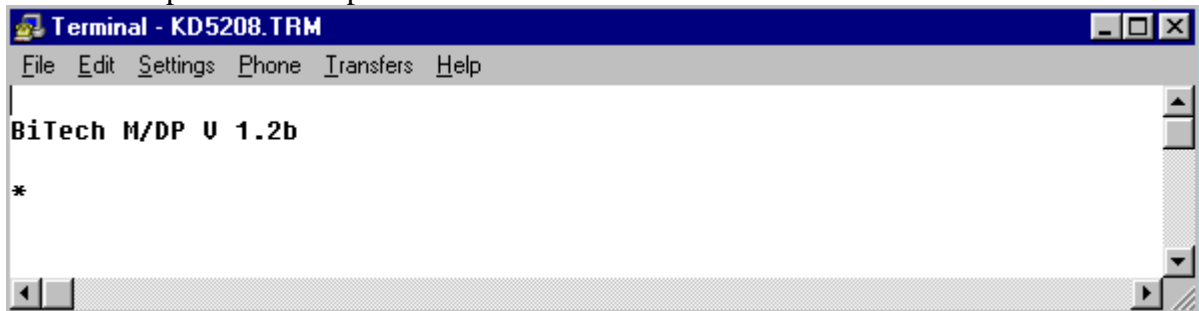 Terminal - KD5208.TRM
File Edit Settings Phone Transfers Help
BiTech M/DP V 1.2b
*